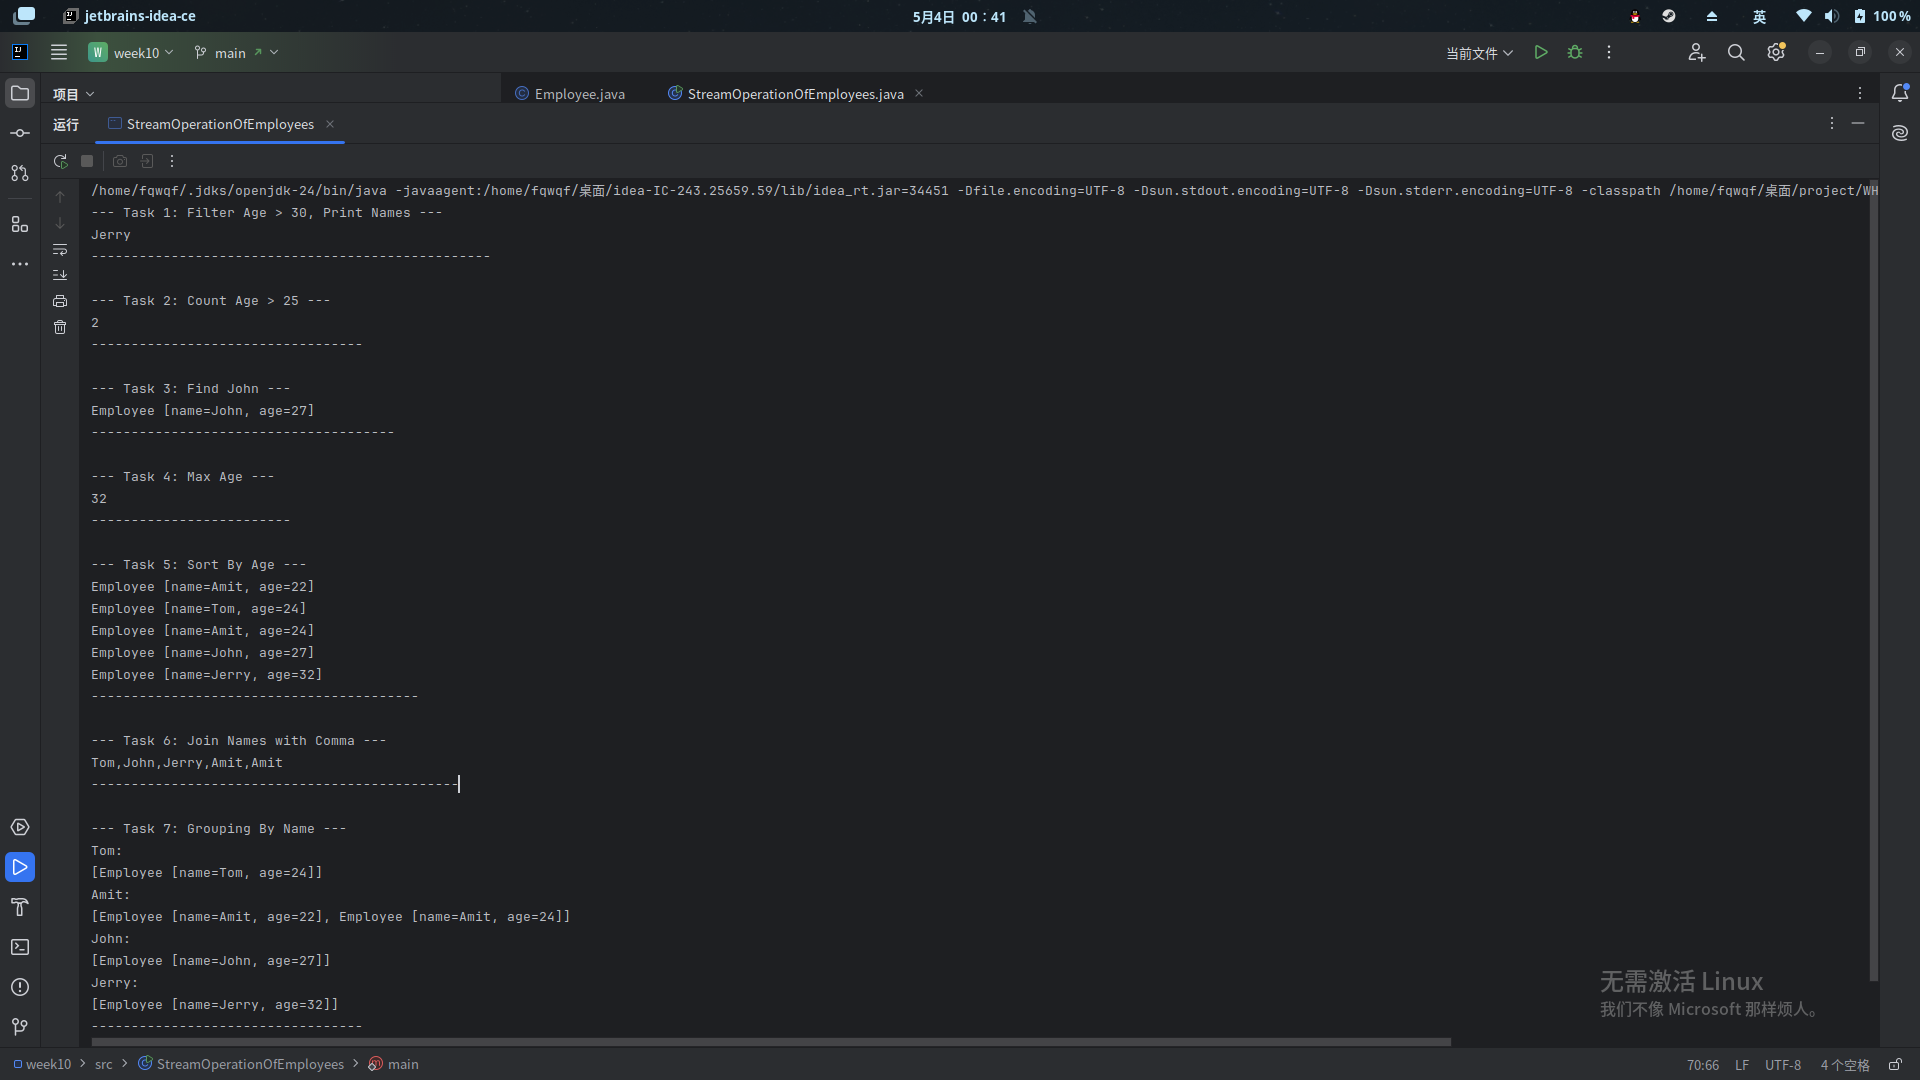 jetbrains-idea-ce
5月4日 00：41
英
100%
week10
main
当前文件
项目
Employee.java
StreamOperationOfEmployees.java
运行
StreamOperationOfEmployees
/home/fqwqf/.jdks/openjdk-24/bin/java -javaagent:/home/fqwqf/桌面/idea-IC-243.25659.59/lib/idea_rt.jar=34451 -Dfile.encoding=UTF-8 -Dsun.stdout.encoding=UTF-8 -Dsun.stderr.encoding=UTF-8 -classpath /home/fqwqf/桌面/project/WH
--- Task 1: Filter Age > 30, Print Names ---
Jerry
--------------------------------------------------
--- Task 2: Count Age > 25 ---
2
----------------------------------
--- Task 3: Find John ---
Employee [name=John, age=27]
--------------------------------------
--- Task 4: Max Age ---
32
-------------------------
--- Task 5: Sort By Age ---
Employee [name=Amit, age=22]
Employee [name=Tom, age=24]
Employee [name=Amit, age=24]
Employee [name=John, age=27]
Employee [name=Jerry, age=32]
-----------------------------------------
--- Task 6: Join Names with Comma ---
Tom,John,Jerry,Amit,Amit
----------------------------------------------
--- Task 7: Grouping By Name ---
Tom:
[Employee [name=Tom, age=24]]
Amit:
[Employee [name=Amit, age=22], Employee [name=Amit, age=24]]
John:
[Employee [name=John, age=27]]
Jerry:
[Employee [name=Jerry, age=32]]
----------------------------------
无需激活 Linux
我们不像 Microsoft 那样烦人。
week10 > src > StreamOperationOfEmployees > main
70:66 LF UTF-8 4 个空格